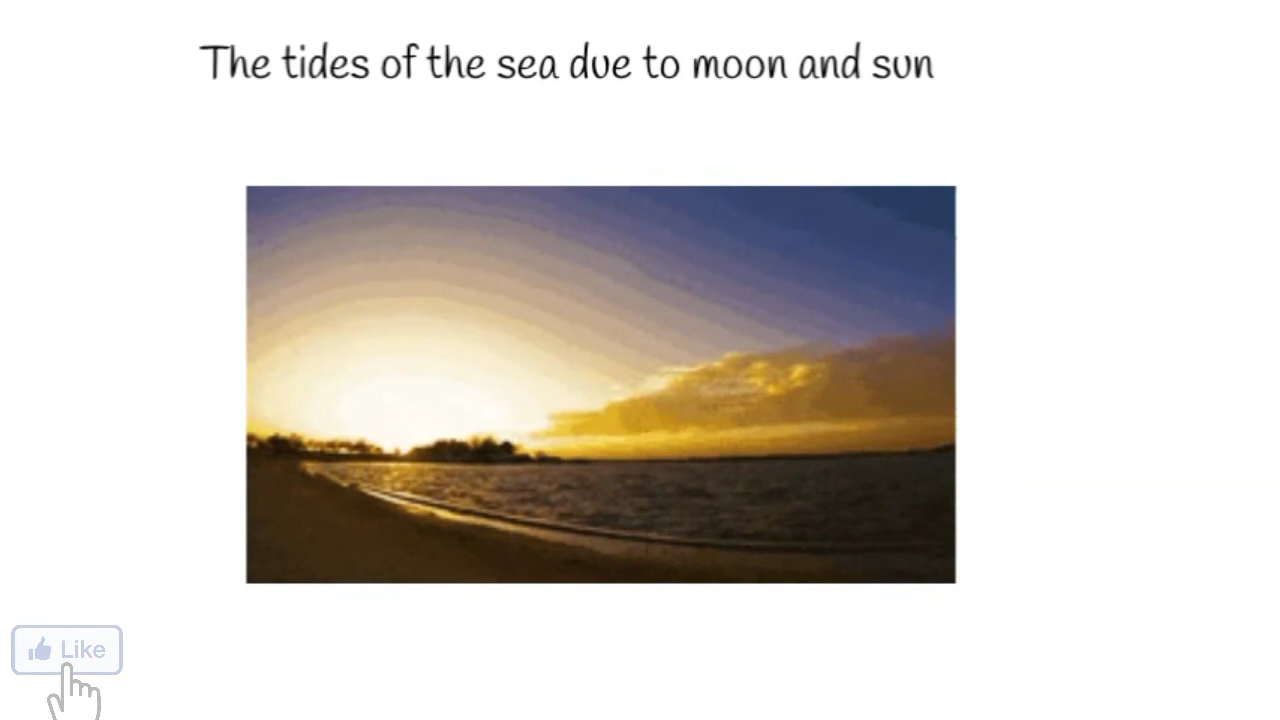 The tides of the sea due to moon and sun
Like